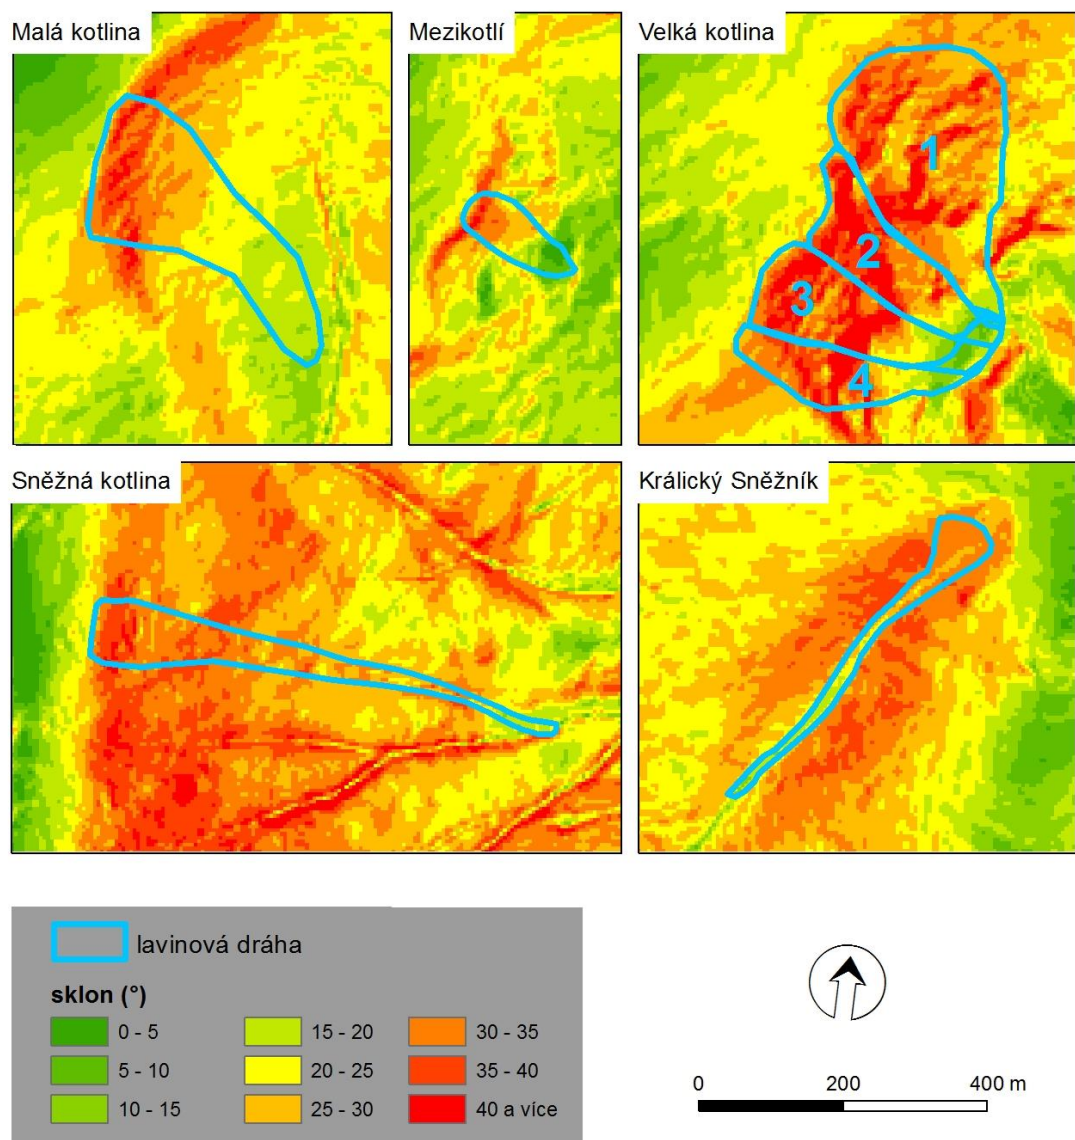 Malá kotlina
Mezikotlí
Velká kotlina
1
2
3
4
Sněžná kotlina
Králický Sněžník
lavinová dráha
sklon (°)
0 - 5
15 - 20
30 - 35
5 - 10
20 - 25
35 - 40
10 - 15
25 - 30
40 a více
0 200 400 m